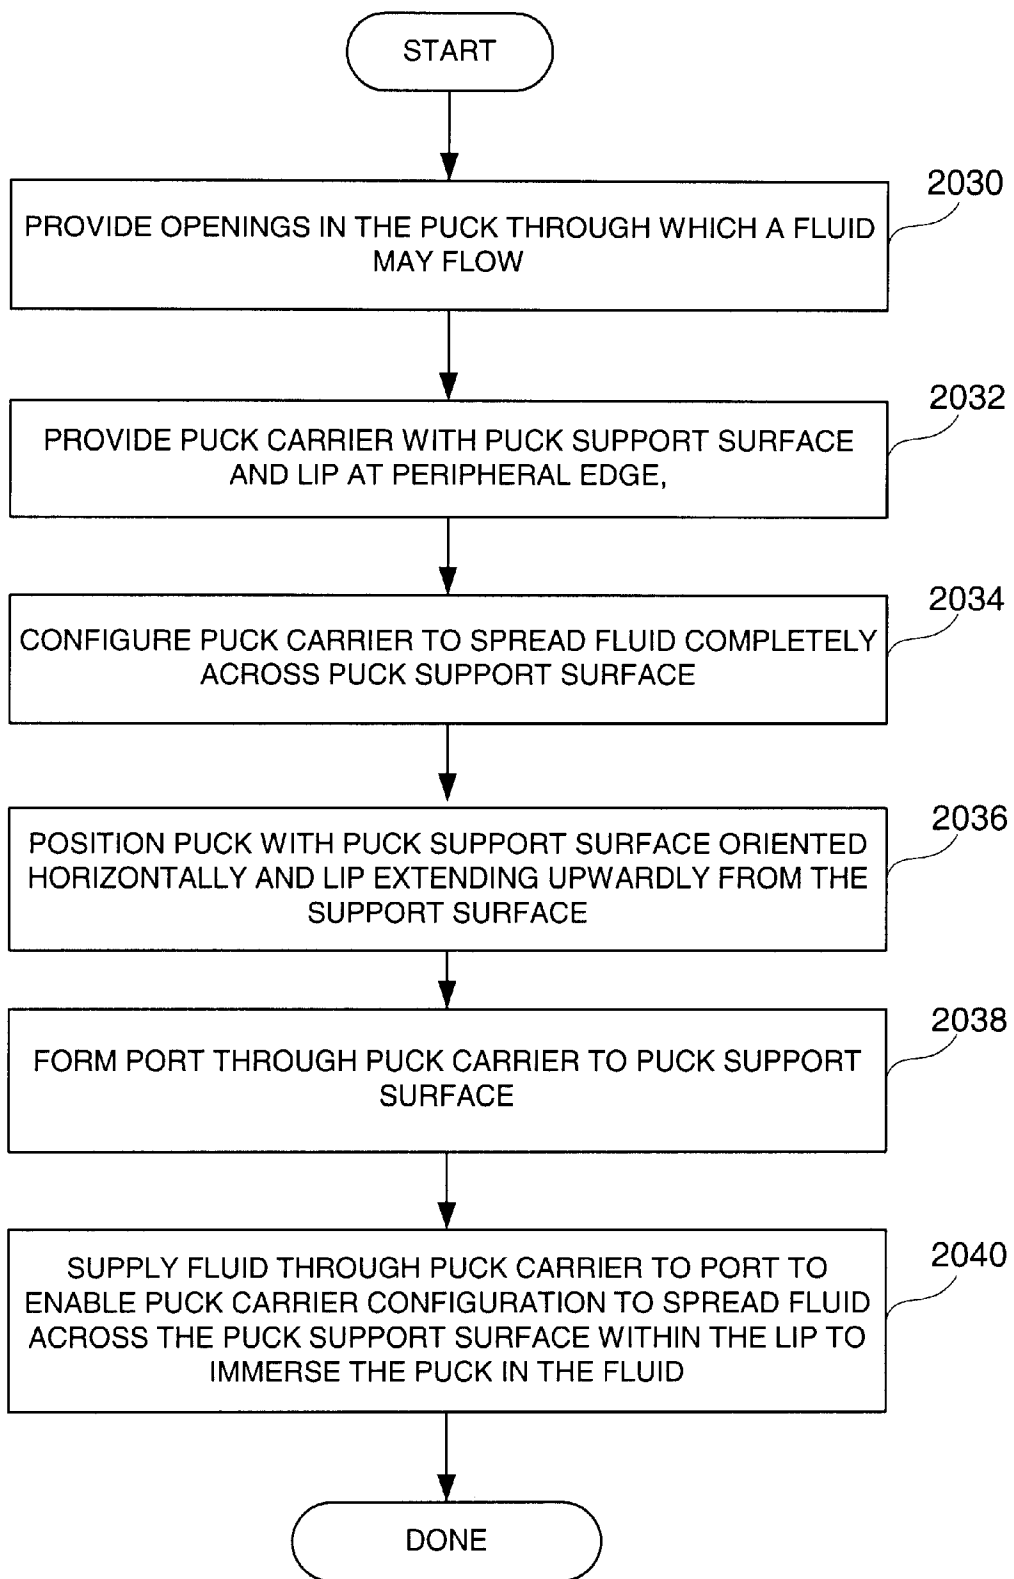 START
2030
PROVIDE OPENINGS IN THE PUCK THROUGH WHICH A FLUID
MAY FLOW
2032
PROVIDE PUCK CARRIER WITH PUCK SUPPORT SURFACE
AND LIP AT PERIPHERAL EDGE,
2034
CONFIGURE PUCK CARRIER TO SPREAD FLUID COMPLETELY
ACROSS PUCK SUPPORT SURFACE
2036
POSITION PUCK WITH PUCK SUPPORT SURFACE ORIENTED
HORIZONTALLY AND LIP EXTENDING UPWARDLY FROM THE
SUPPORT SURFACE
2038
FORM PORT THROUGH PUCK CARRIER TO PUCK SUPPORT
SURFACE
2040
SUPPLY FLUID THROUGH PUCK CARRIER TO PORT TO
ENABLE PUCK CARRIER CONFIGURATION TO SPREAD FLUID
ACROSS THE PUCK SUPPORT SURFACE WITHIN THE LIP TO
IMMERSE THE PUCK IN THE FLUID
DONE